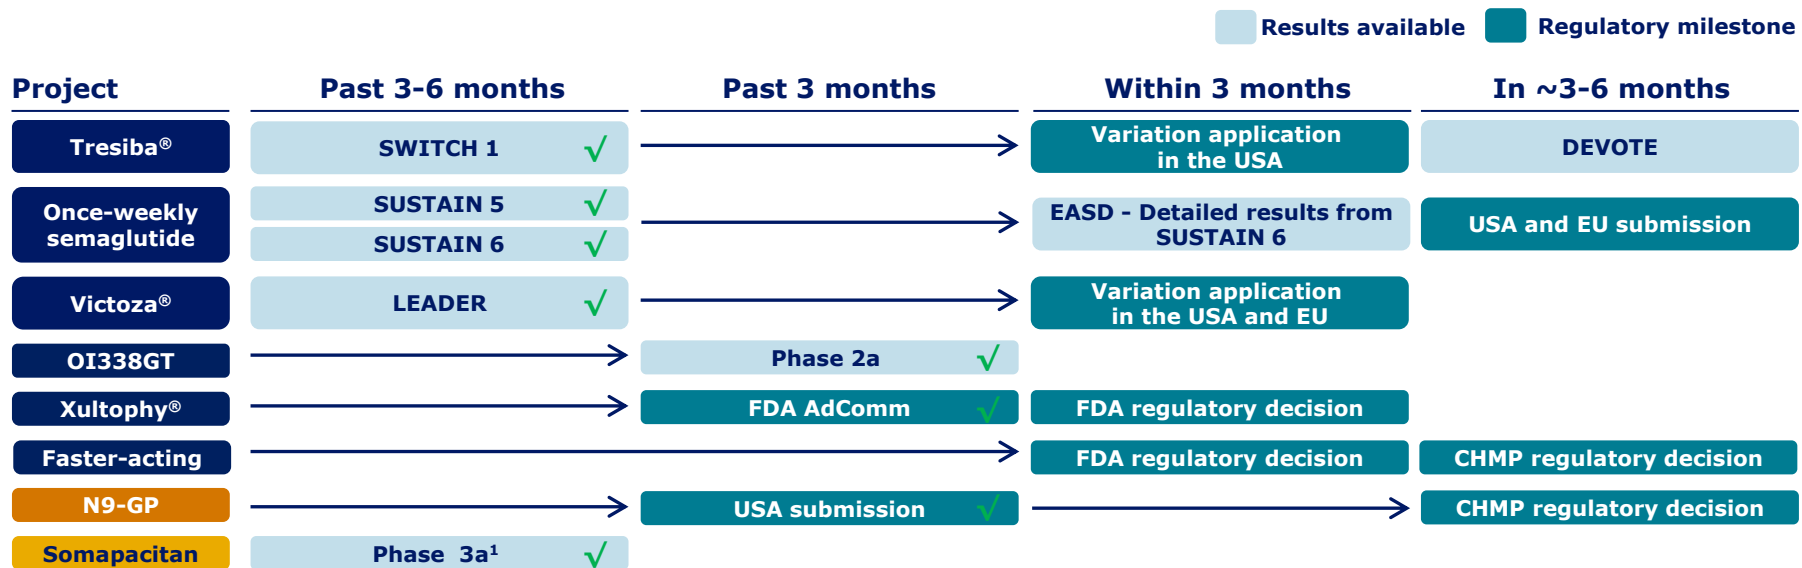 Results available
Regulatory milestone
Project
Past 3-6 months
Past 3 months
Within 3 months
In ~3-6 months
Tresiba®
SWITCH 1 √
Variation application
in the USA
DEVOTE
Once-weekly
semaglutide
SUSTAIN 5 √
SUSTAIN 6 √
EASD - Detailed results from
SUSTAIN 6
USA and EU submission
Victoza®
LEADER √
Variation application
in the USA and EU
OI338GT
Phase 2a √
Xultophy®
FDA AdComm √
FDA regulatory decision
Faster-acting
FDA regulatory decision
CHMP regulatory decision
N9-GP
USA submission √
CHMP regulatory decision
Somapacitan
Phase 3a¹ √